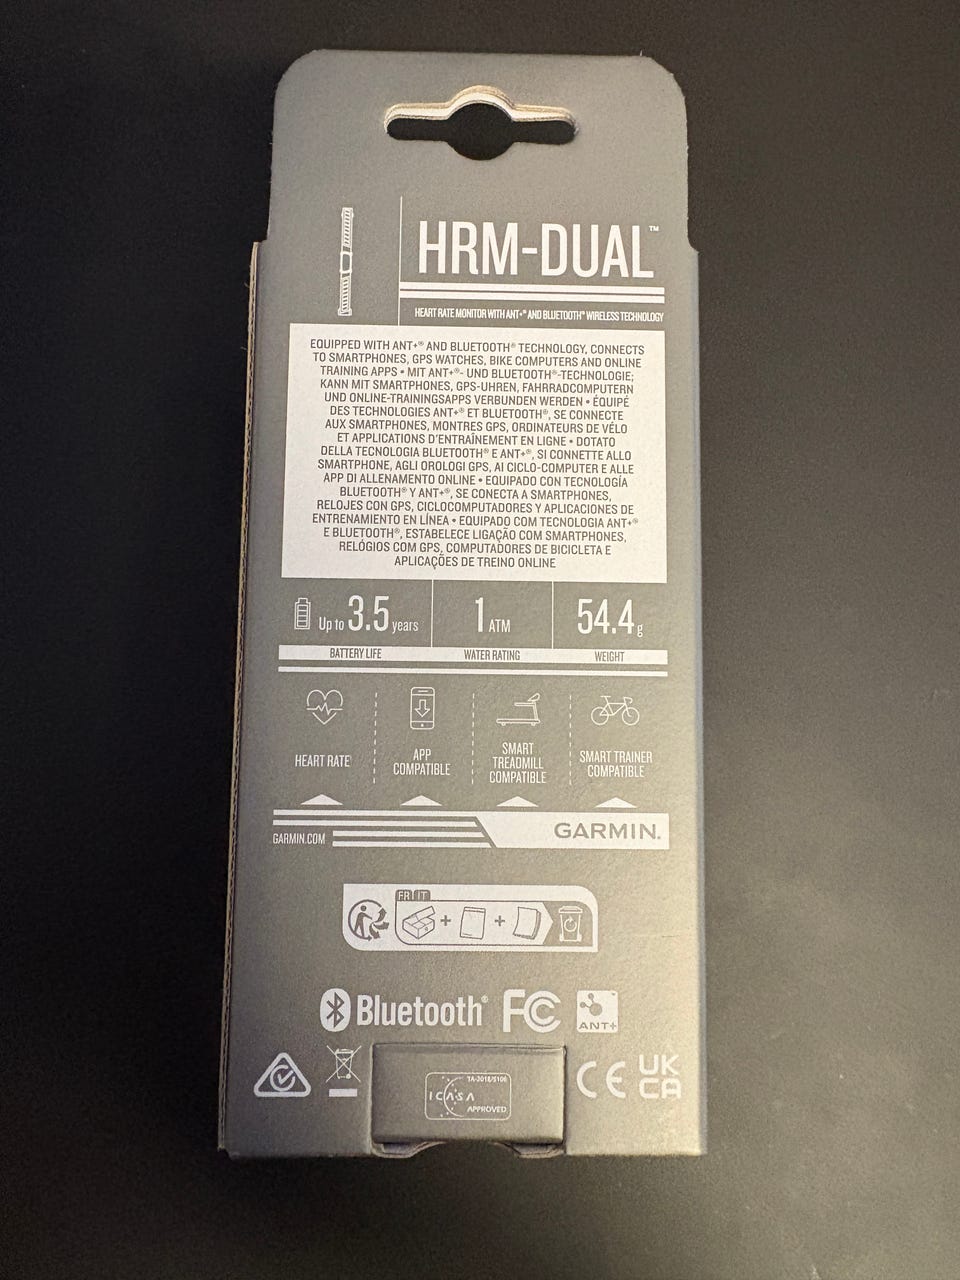 HRM-DUAL™
HEART RATE MONITOR WITH ANT+® AND BLUETOOTH® WIRELESS TECHNOLOGY
EQUIPPED WITH ANT+® AND BLUETOOTH® TECHNOLOGY, CONNECTS
TO SMARTPHONES, GPS WATCHES, BIKE COMPUTERS AND ONLINE
TRAINING APPS • MIT ANT+®- UND BLUETOOTH®-TECHNOLOGIE;
KANN MIT SMARTPHONES, GPS-UHREN, FAHRRADCOMPUTERN
UND ONLINE-TRAININGSAPPS VERBUNDEN WERDEN • ÉQUIPÉ
DES TECHNOLOGIES ANT+® ET BLUETOOTH®, SE CONNECTE
AUX SMARTPHONES, MONTRES GPS, ORDINATEURS DE VÉLO
ET APPLICATIONS D'ENTRAÎNEMENT EN LIGNE • DOTATO
DELLA TECNOLOGIA BLUETOOTH® E ANT+®, SI CONNETTE ALLO
SMARTPHONE, AGLI OROLOGI GPS, AI CICLO-COMPUTER E ALLE
APP DI ALLENAMENTO ONLINE • EQUIPADO CON TECNOLOGÍA
BLUETOOTH® Y ANT+®, SE CONECTA A SMARTPHONES,
RELOJES CON GPS, CICLOCOMPUTADORES Y APLICACIONES DE
ENTRENAMIENTO EN LÍNEA • EQUIPADO COM TECNOLOGIA ANT+®
E BLUETOOTH®, ESTABELECE LIGAÇÃO COM SMARTPHONES,
RELÓGIOS COM GPS, COMPUTADORES DE BICICLETA E
APLICAÇÕES DE TREINO ONLINE
Up to 3.5 years
BATTERY LIFE
1 ATM
WATER RATING
54.4 g
WEIGHT
HEART RATE
APP
COMPATIBLE
SMART
TREADMILL
COMPATIBLE
SMART TRAINER
COMPATIBLE
GARMIN.COM
GARMIN.
FR IT
Bluetooth®
FC
ANT+
TA-2018/5106
ICASA
APPROVED
CE
UK
CA